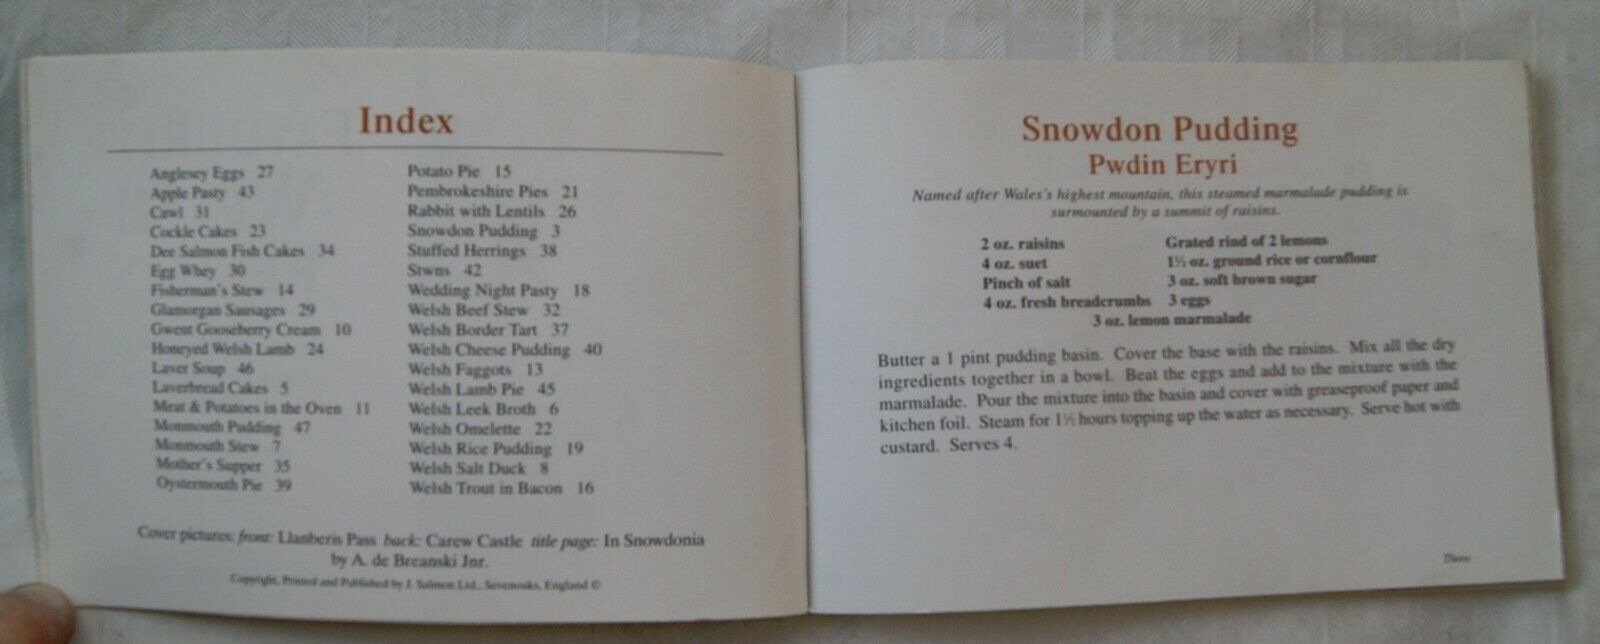 Index
Anglesey Eggs 27
Apple Pasty 43
Cawl 31
Cockle Cakes 23
Dee Salmon Fish Cakes 34
Egg Whey 30
Fisherman's Stew 14
Glamorgan Sausages 29
Gwent Gooseberry Cream 10
Honeyed Welsh Lamb 24
Laver Soup 46
Laverbread Cakes 5
Meat & Potatoes in the Oven 11
Monmouth Pudding 47
Monmouth Stew 7
Mother's Supper 35
Oystermouth Pie 39
Potato Pie 15
Pembrokeshire Pies 21
Rabbit with Lentils 26
Snowdon Pudding 3
Stuffed Herrings 38
Stwns 42
Wedding Night Pasty 18
Welsh Beef Stew 32
Welsh Border Tart 37
Welsh Cheese Pudding 40
Welsh Faggots 13
Welsh Lamb Pie 45
Welsh Leek Broth 6
Welsh Omelette 22
Welsh Rice Pudding 19
Welsh Salt Duck 8
Welsh Trout in Bacon 16
Cover pictures: front: Llanberis Pass back: Carew Castle title page: In Snowdonia
by A. de Breanski Jnr.
Copyright, Printed and Published by J. Salmon Ltd., Sevenoaks, England ©
Snowdon Pudding
Pwdin Eryri
Named after Wales's highest mountain, this steamed marmalade pudding is
surmounted by a summit of raisins.
2 oz. raisins Grated rind of 2 lemons
4 oz. suet 1½ oz. ground rice or cornflour
Pinch of salt 3 oz. soft brown sugar
4 oz. fresh breadcrumbs 3 eggs
3 oz. lemon marmalade
Butter a 1 pint pudding basin. Cover the base with the raisins. Mix all the dry
ingredients together in a bowl. Beat the eggs and add to the mixture with the
marmalade. Pour the mixture into the basin and cover with greaseproof paper and
kitchen foil. Steam for 1½ hours topping up the water as necessary. Serve hot with
custard. Serves 4.
Three